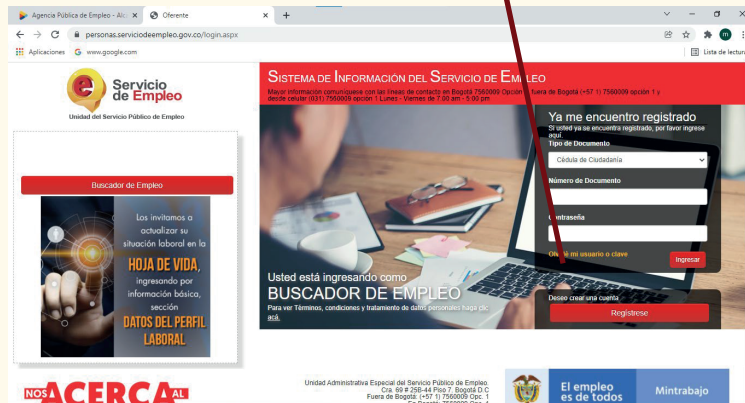 Agencia Pública de Empleo - Alc
Oferente
personas.serviciodeempleo.gov.co/login.aspx
Aplicaciones
www.google.com
Lista de lectur
Servicio
de Empleo
Unidad del Servicio Público de Empleo
Buscador de Empleo
Los invitamos a
actualizar su
situación laboral en la
HOJA DE VIDA,
ingresando por
información básica,
sección
DATOS DEL PERFIL
LABORAL
SISTEMA DE INFORMACIÓN DEL SERVICIO DE EMPLEO
Mayor información comuníquese con las líneas de contacto en Bogotá 7560009 Opción fuera de Bogotá (+57 1) 7560009 opción 1 y
desde celular (031) 7560009 opción 1 Lunes - Viernes de 7:00 am - 5:00 pm.
Usted está ingresando como
BUSCADOR DE EMPLEO
Para ver Términos, condiciones y tratamiento de datos personales haga clic
acá.
Ya me encuentro registrado
Si usted ya se encuentra registrado, por favor ingrese
aquí.
Tipo de Documento
Cédula de Ciudadanía
Número de Documento
Contraseña
Olvidé mi usuario o clave
Ingresar
Deseo crear una cuenta
Regístrese
NOS ACERCA AL
Unidad Administrativa Especial del Servicio Público de Empleo.
Cra. 69 # 25B-44 Piso 7. Bogotá D.C
Fuera de Bogotá: (+57 1) 7560009 Opc. 1
En Bogotá: 7560009 Opc. 1
El empleo
es de todos
Mintrabajo